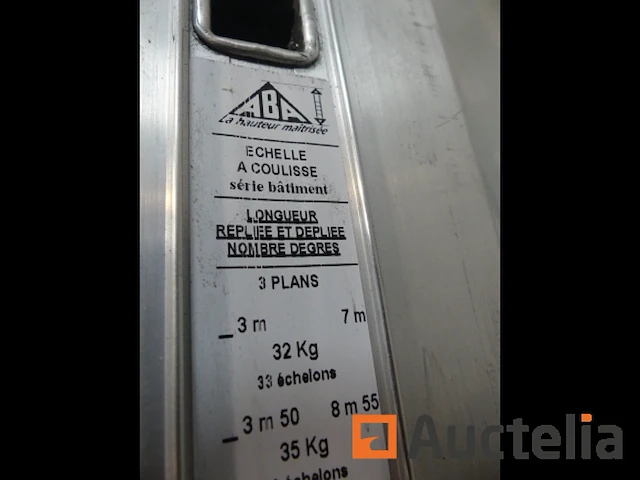 ABA
La hauteur maîtrisée
ECHELLE
A COULISSE
série bâtiment
LONGUEUR
REPLIEE ET DEPLIEE
NOMBRE DEGRES
3 PLANS
3 m 7 m
32 Kg
33 échelons
3 m 50 8 m 55
35 Kg
échelons
Auctelia